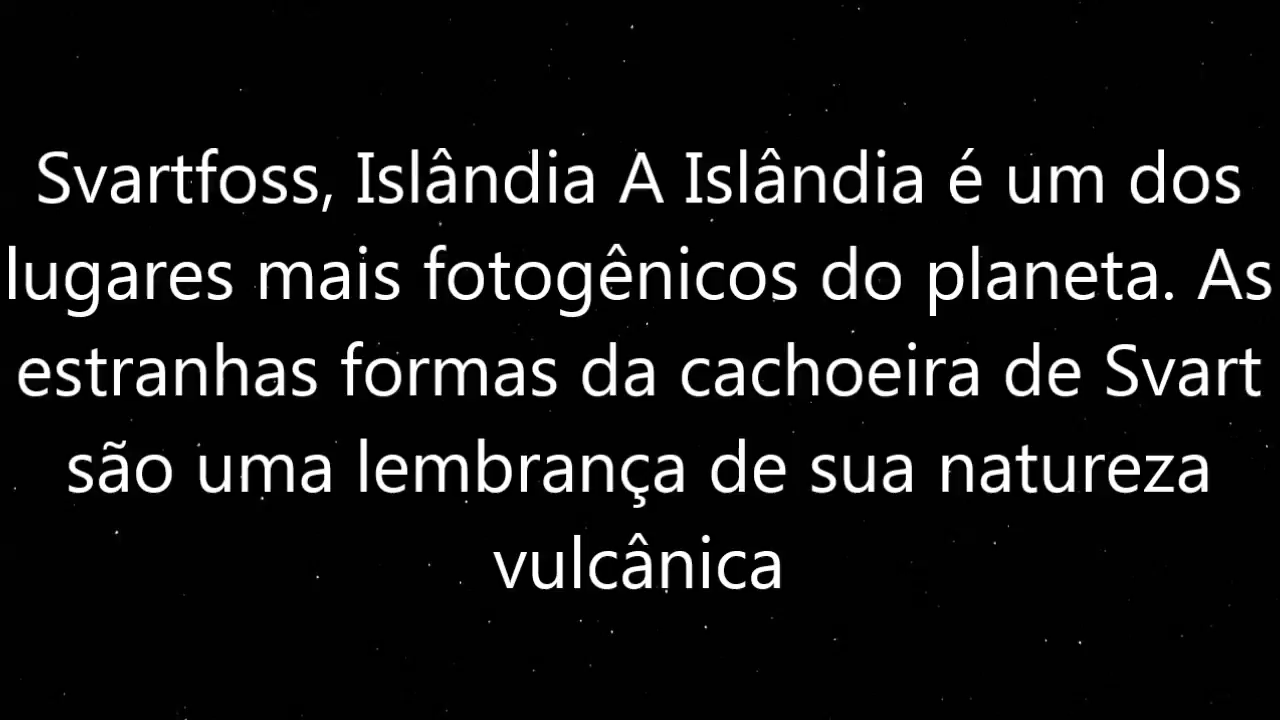 Svartfoss, Islândia A Islândia é um dos
lugares mais fotogênicos do planeta. As
estranhas formas da cachoeira de Svart
são uma lembrança de sua natureza
vulcânica